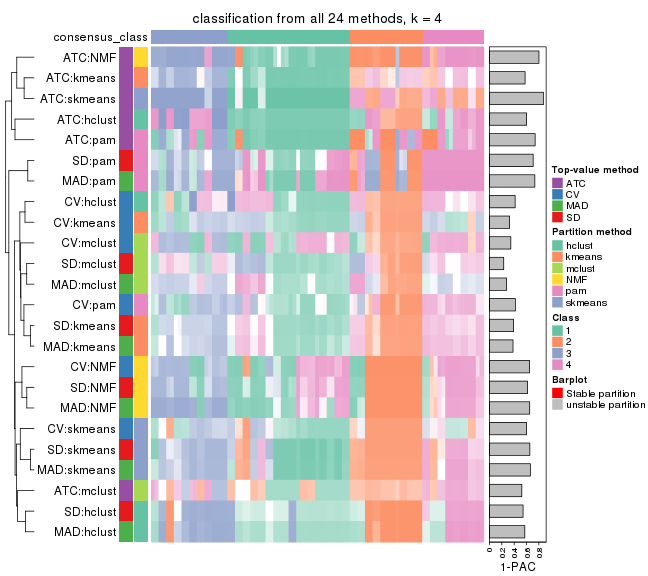 classification from all 24 methods, k = 4
consensus_class
ATC:NMF
ATC:kmeans
ATC:skmeans
ATC:hclust
ATC:pam
SD:pam
MAD:pam
CV:hclust
CV:kmeans
CV:mclust
SD:mclust
MAD:mclust
CV:pam
SD:kmeans
MAD:kmeans
CV:NMF
SD:NMF
MAD:NMF
CV:skmeans
SD:skmeans
MAD:skmeans
ATC:mclust
SD:hclust
MAD:hclust
0
0.2
0.4
0.6
0.8
1-PAC
Top-value method
ATC
CV
MAD
SD
Partition method
hclust
kmeans
mclust
NMF
pam
skmeans
Class
1
2
3
4
Barplot
Stable partition
unstable partition